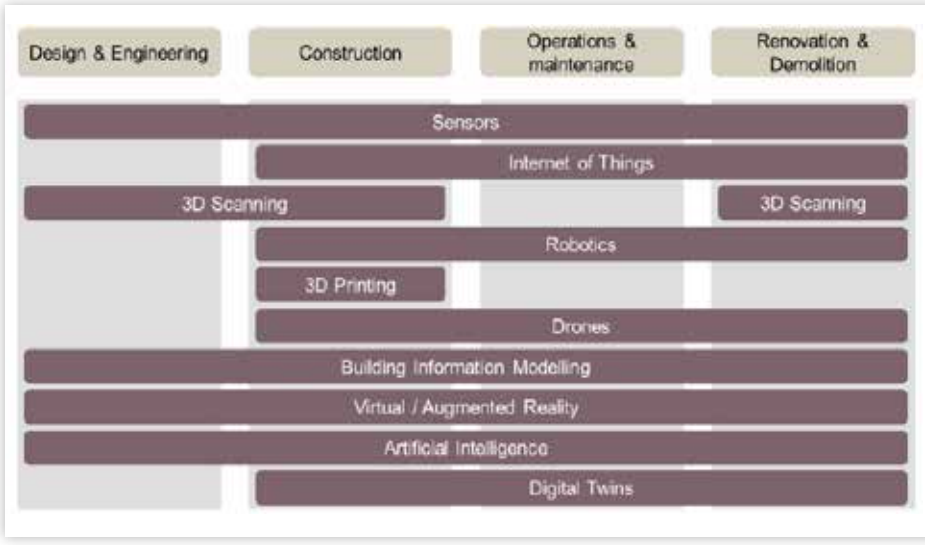 Design & Engineering
Construction
Operations &
maintenance
Renovation &
Demolition
Sensors
Internet of Things
3D Scanning
3D Scanning
Robotics
3D Printing
Drones
Building Information Modelling
Virtual / Augmented Reality
Artificial Intelligence
Digital Twins